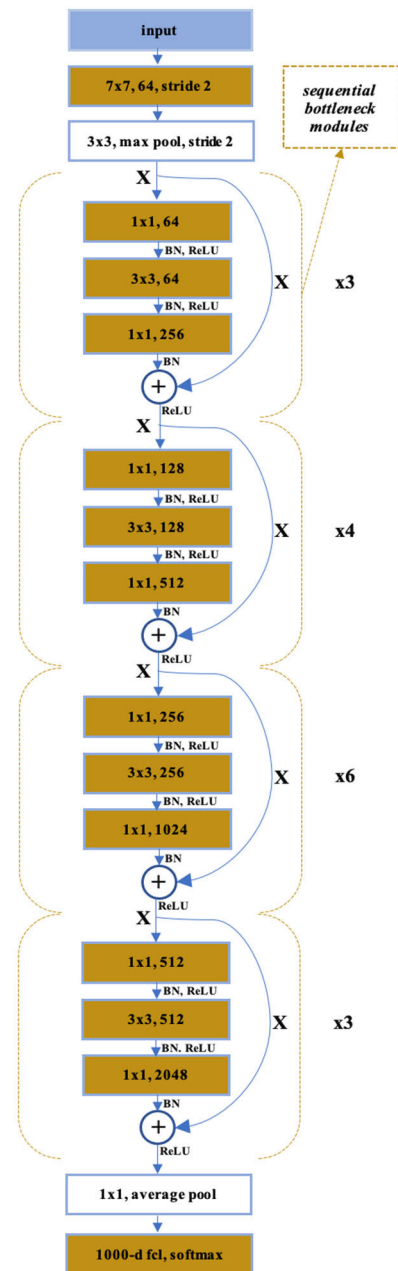 input
7x7, 64, stride 2
sequential
bottleneck
modules
3x3, max pool, stride 2
X
1x1, 64
BN, ReLU
3x3, 64
X
x3
BN, ReLU
1x1, 256
BN
+
ReLU
X
1x1, 128
BN, ReLU
3x3, 128
X
x4
BN, ReLU
1x1, 512
BN
+
ReLU
X
1x1, 256
BN, ReLU
3x3, 256
X
x6
BN, ReLU
1x1, 1024
BN
+
ReLU
X
1x1, 512
BN, ReLU
3x3, 512
X
x3
BN. ReLU
1x1, 2048
BN
+
ReLU
1x1, average pool
1000-d fcl, softmax